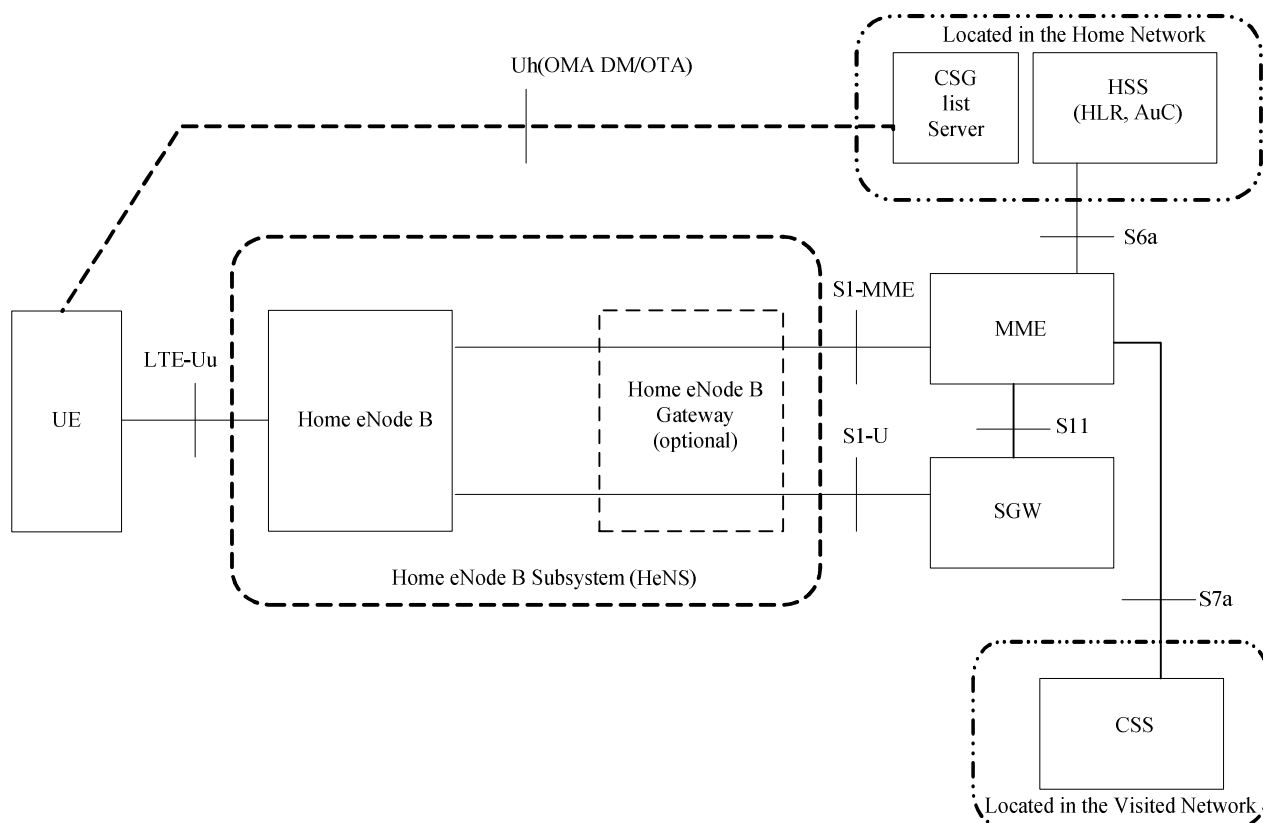 Located in the Home Network
Uh(OMA DM/OTA)
CSG
list
Server
HSS
(HLR, AuC)
S6a
S1-MME
MME
LTE-Uu
UE
Home eNode B
Home eNode B
Gateway
(optional)
S1-U
S11
SGW
Home eNode B Subsystem (HeNS)
S7a
CSS
Located in the Visited Network